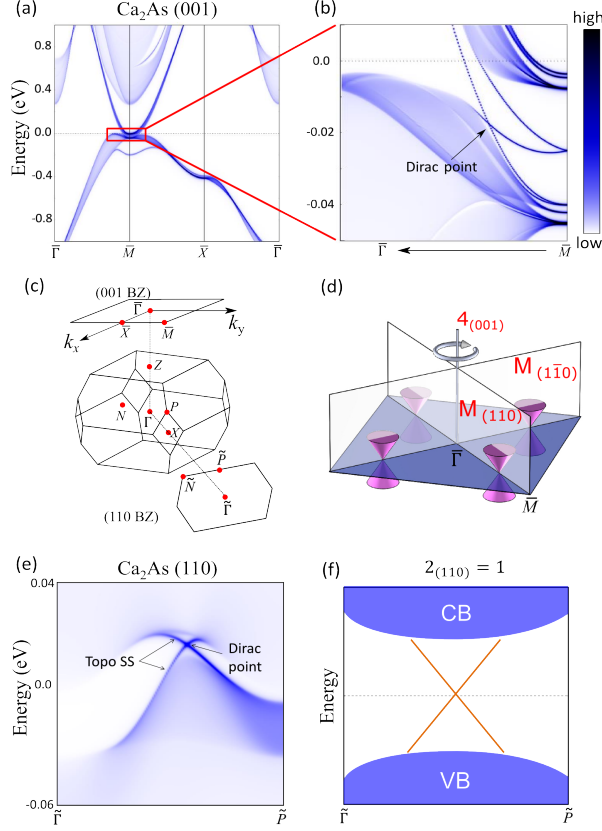 (a) Ca₂As (001)
Energy (eV)
0.8
0.4
0.0
-0.4
-0.8
Γ̅ M̅ X̅ Γ̅
(b)
0.0
-0.02
-0.04
Dirac point
Γ̅ M̅
high
low
(c)
(001 BZ)
Γ̅
X̅ M̅
kₓ
k_y
Z
N
Γ
P
X
P̃
Ñ
Γ̃
(110 BZ)
(d)
4(001)
M(11̅0)
M(110)
Γ̅
M̅
(e) Ca₂As (110)
Energy (eV)
0.04
0.0
-0.06
Topo SS
Dirac
point
Γ̃ P̃
(f) 2(110) = 1
Energy
CB
VB
Γ̃ P̃